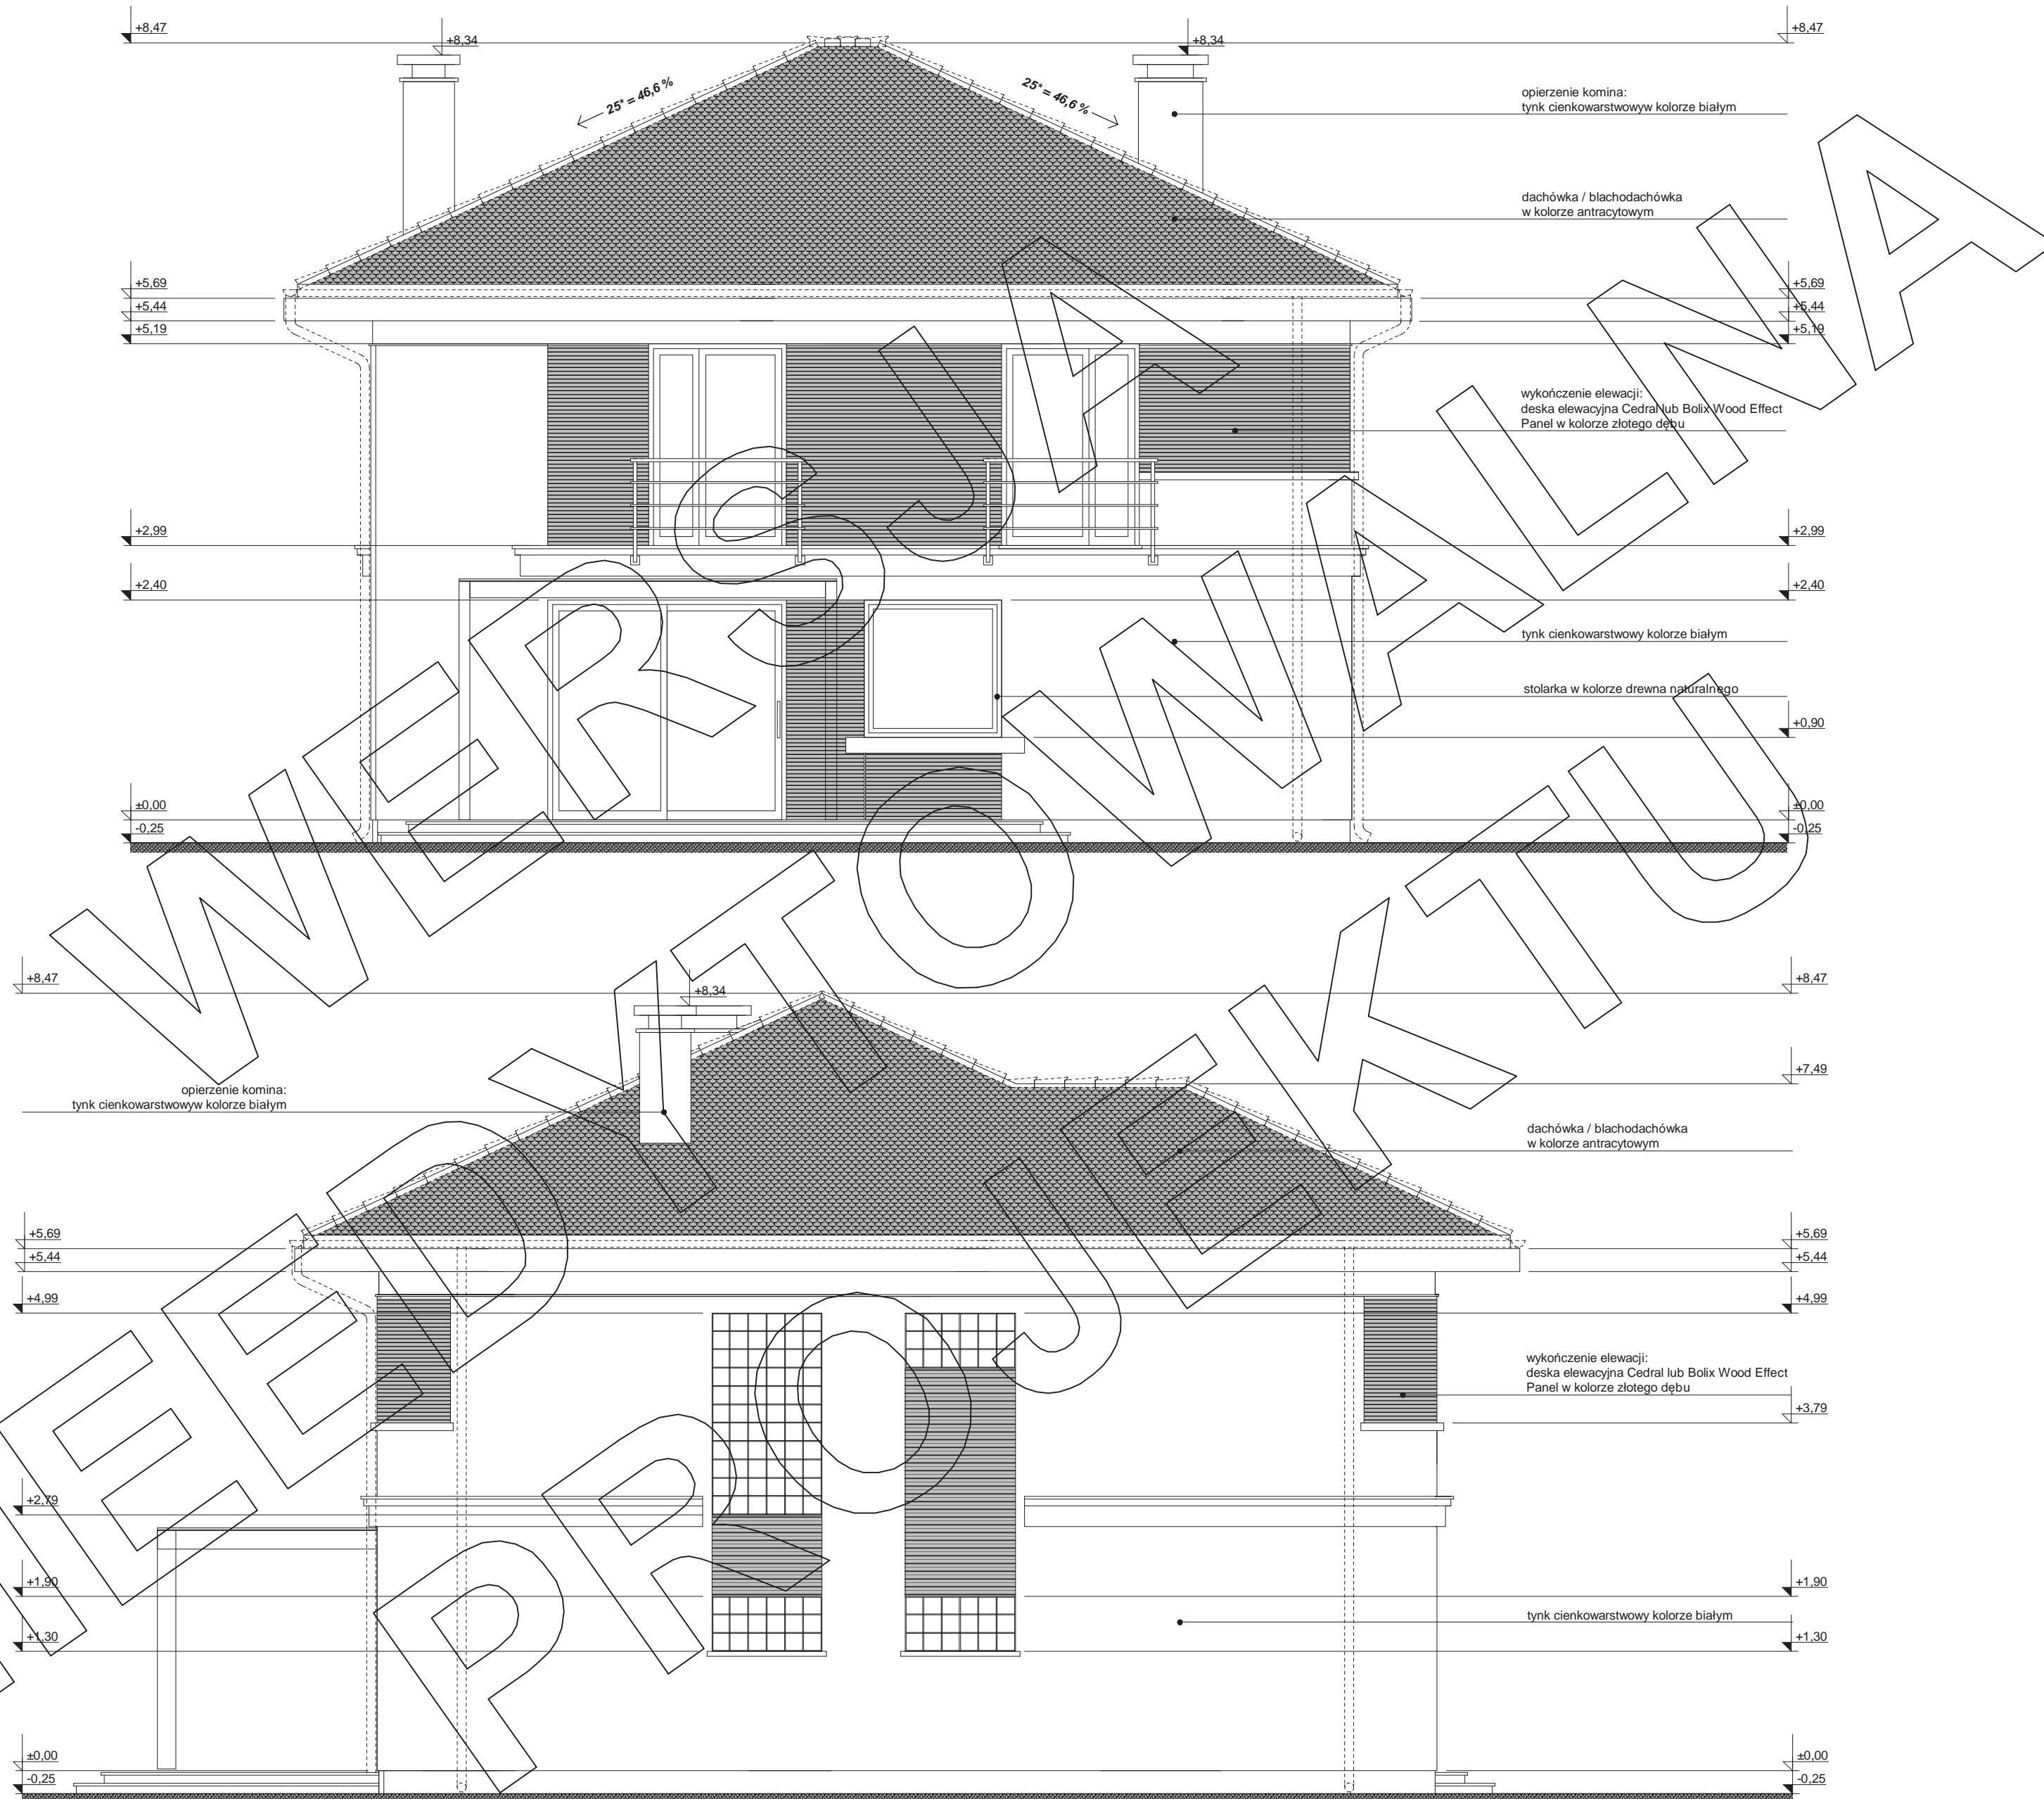 +8,47
+8,34
+8,34
+8,47
25° = 46,6 %
25° = 46,6 %
opierzenie komina:
tynk cienkowarstwowyw kolorze białym
dachówka / blachodachówka
w kolorze antracytowym
+5,69
+5,69
+5,44
+5,44
+5,19
+5,19
wykończenie elewacji:
deska elewacyjna Cedral lub Bolix Wood Effect
Panel w kolorze złotego dębu
+2,99
+2,99
+2,40
+2,40
tynk cienkowarstwowy kolorze białym
stolarka w kolorze drewna naturalnego
+0,90
±0,00
±0,00
-0,25
-0,25
+8,47
+8,34
+8,47
+7,49
opierzenie komina:
tynk cienkowarstwowyw kolorze białym
dachówka / blachodachówka
w kolorze antracytowym
+5,69
+5,69
+5,44
+5,44
+4,99
+4,99
wykończenie elewacji:
deska elewacyjna Cedral lub Bolix Wood Effect
Panel w kolorze złotego dębu
+3,79
+2,79
+1,90
+1,90
tynk cienkowarstwowy kolorze białym
+1,30
+1,30
±0,00
±0,00
-0,25
-0,25
WERSJA
NIEEDYTOWALNA
PROJEKTU